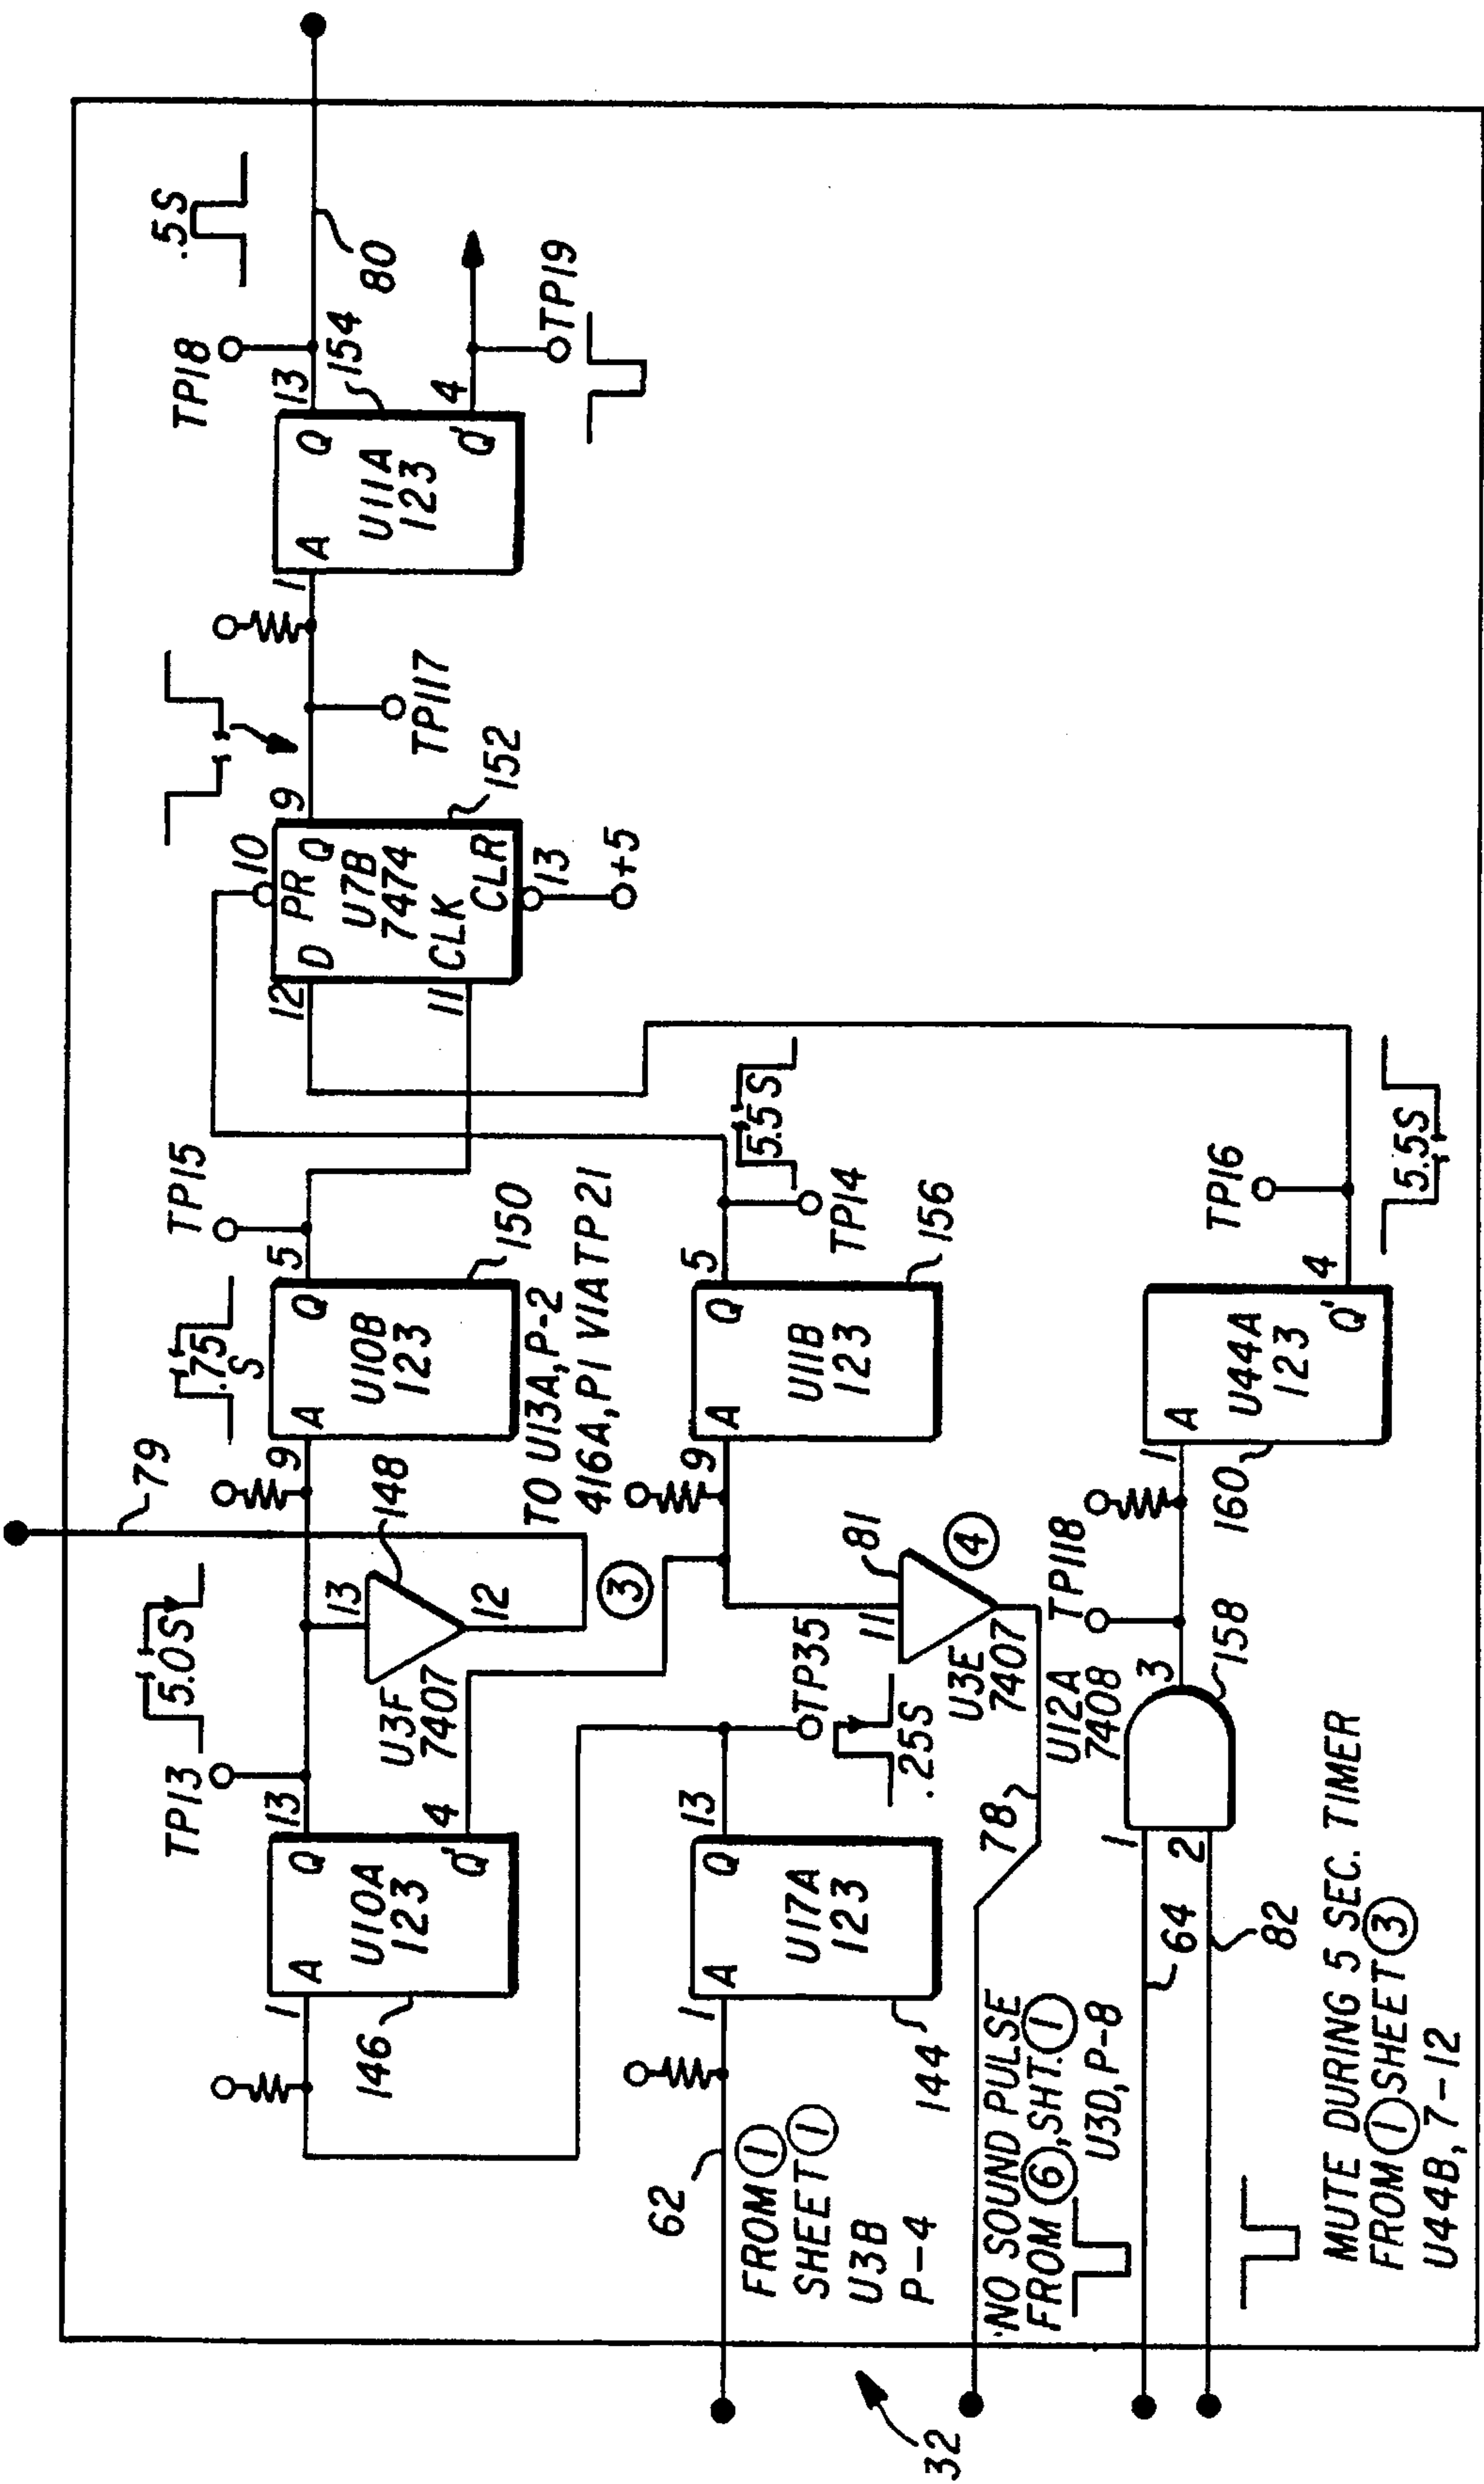 TP13
5.0S
79
.75
S
TP15
TP18
.5S
1
A
Q
13
U10A
123
Q'
4
146
13
12
148
U3F
7407
9
A
Q
5
U10B
123
150
TO U13A,P-2
416A,P1 VIA TP21
3
12
D
10
PR
Q
9
U7B
7474
11
CLK
CLR
13
+5
152
TP117
1
A
Q
13
U11A
123
Q'
4
154
80
TP19
62
FROM 1
SHEET 1
U3B
P-4
1
A
Q
13
U17A
123
144
TP35
.25S
9
A
Q
5
U11B
123
156
TP14
5.5S
11
81
4
U3E
7407
78
32
NO SOUND PULSE
FROM 6,SHT.1
U3D,P-8
64
82
1
2
3
U12A
7408
158
TP118
1
A
U44A
123
Q'
4
160
TP16
5.5S
MUTE DURING 5 SEC. TIMER
FROM 1 SHEET 3
U44B,7-12